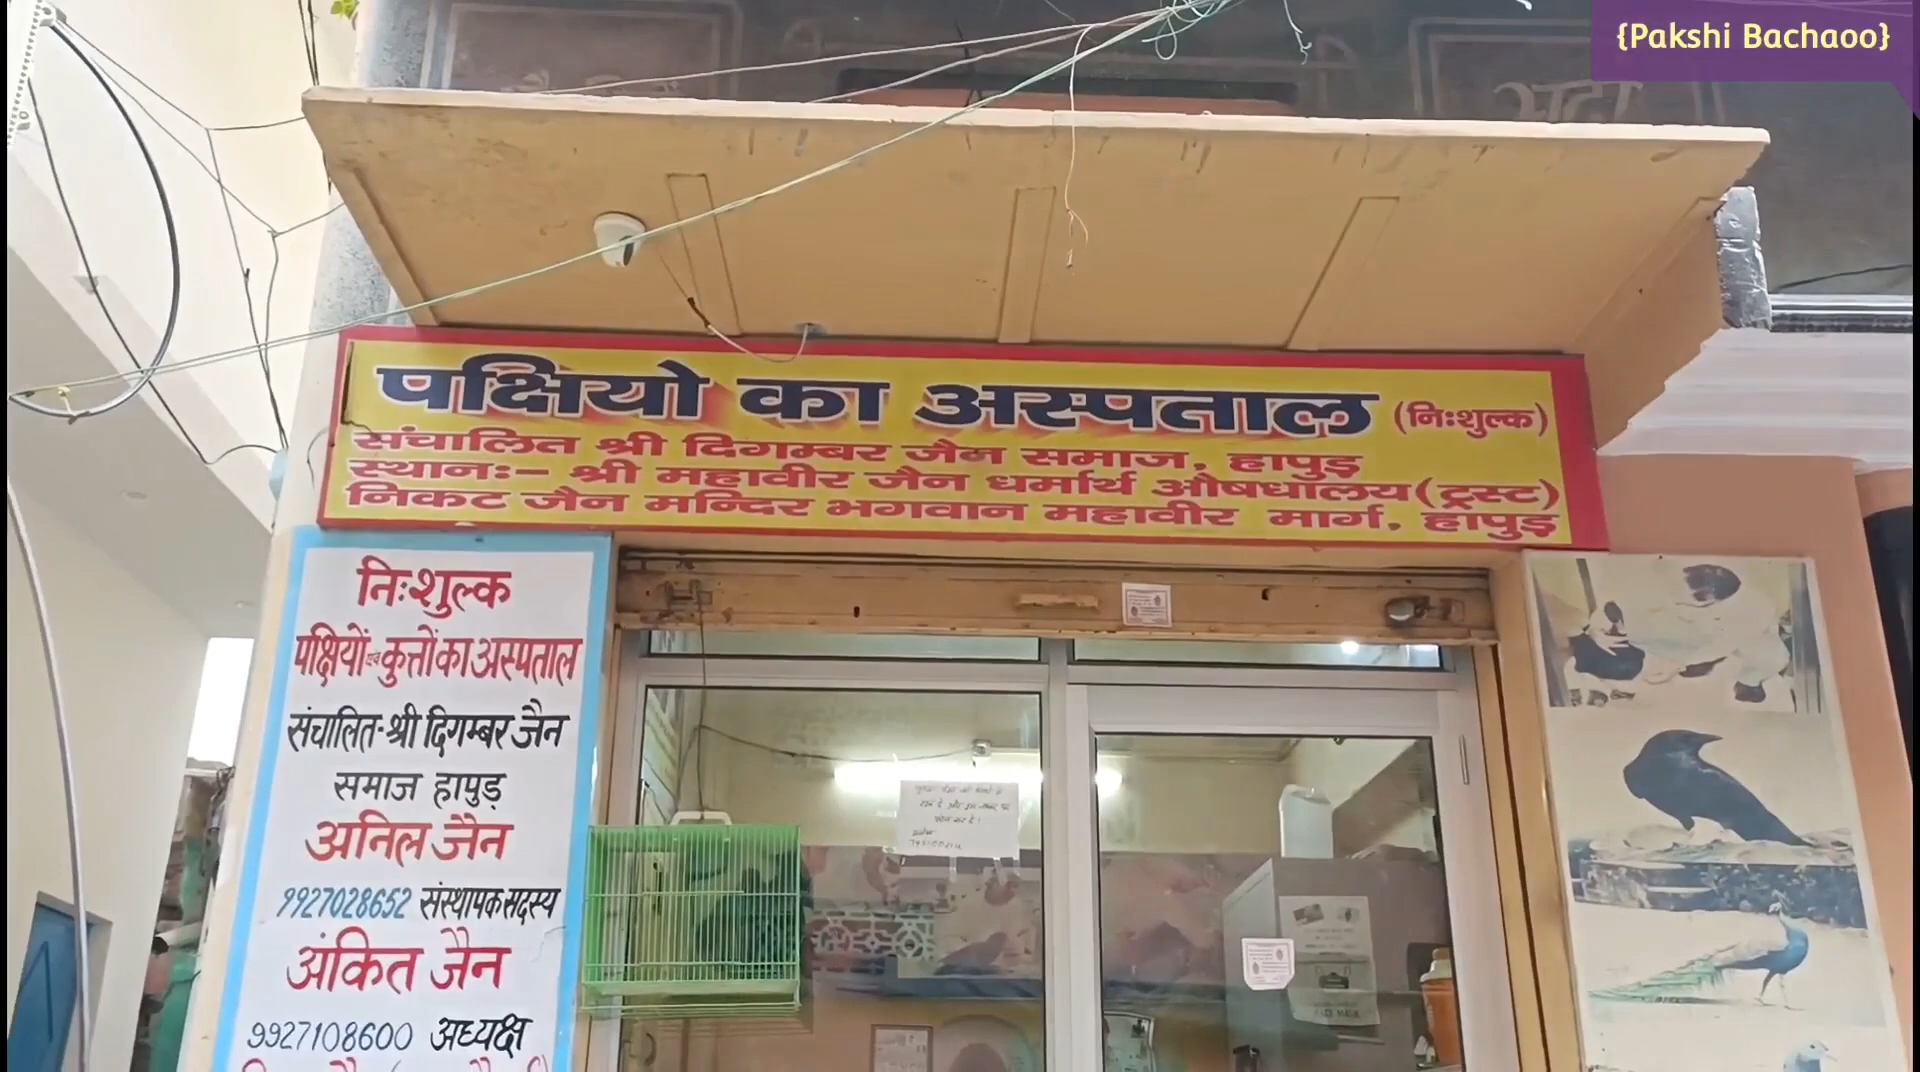 {Pakshi Bachaoo}
पक्षियो का अस्पताल (निःशुल्क)
संचालित श्री दिगम्बर जैन समाज, हापुड़
स्थानः- श्री महावीर जैन धर्मार्थ औषधालय (ट्रस्ट)
निकट जैन मन्दिर भगवान महावीर मार्ग, हापुड़
निःशुल्क
पक्षियों एवं कुत्तों का अस्पताल
संचालित-श्री दिगम्बर जैन
समाज हापुड़
अनिल जैन
9927028652 संस्थापक सदस्य
अंकित जैन
9927108600 अध्यक्ष